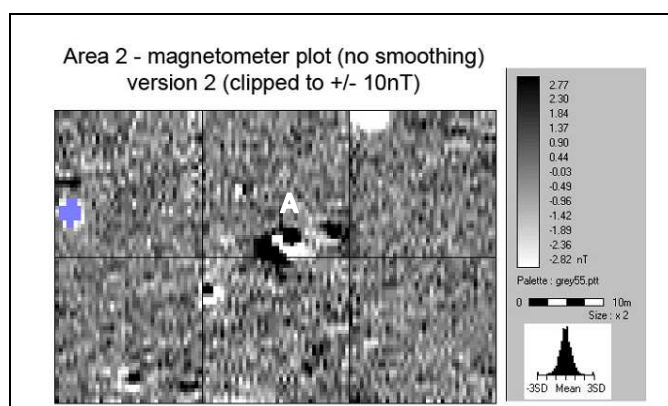 Area 2 - magnetometer plot (no smoothing)
version 2 (clipped to +/- 10nT)
A
2.77
2.30
1.84
1.37
0.90
0.44
-0.03
-0.49
-0.96
-1.42
-1.89
-2.36
-2.82 nT
Palette : grey55.ptt
0 10m
Size : x 2
-3SD Mean 3SD